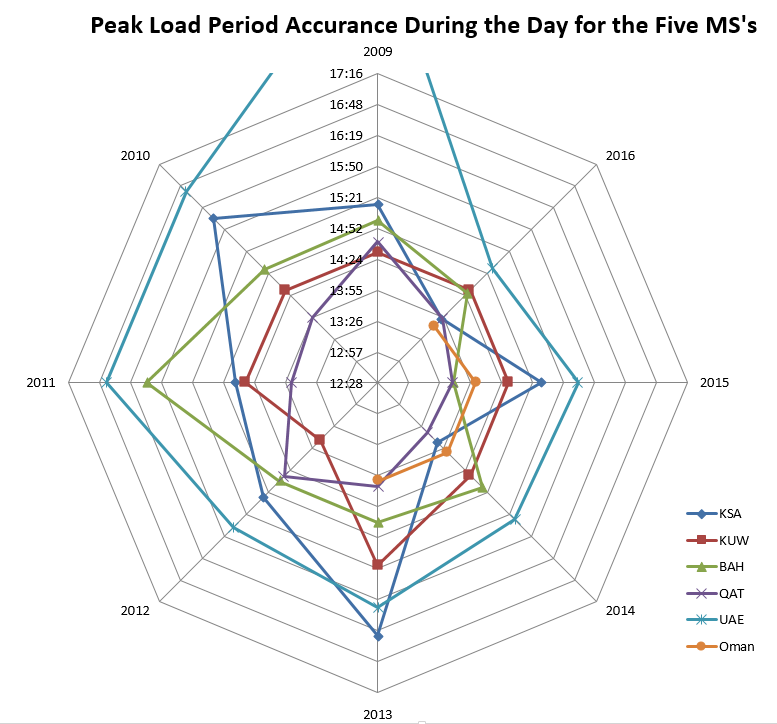 Peak Load Period Accurance During the Day for the Five MS's
2009
17:16
16:48
16:19
2010
2016
15:50
15:21
14:52
14:24
13:55
13:26
12:57
2011
12:28
2015
KSA
KUW
BAH
QAT
2012
2014
UAE
Oman
2013